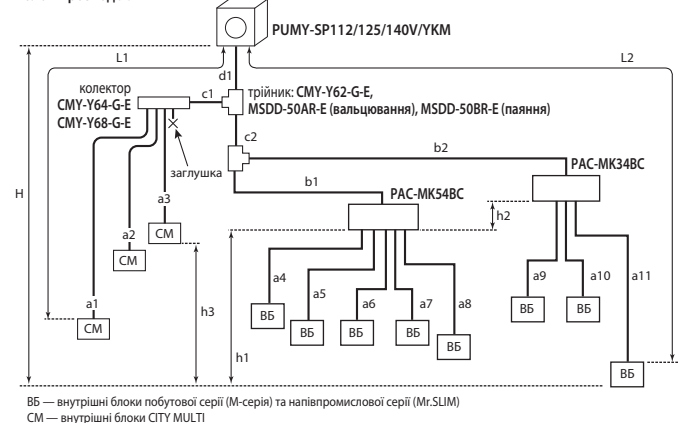 PUMY-SP112/125/140V/YKM
L1
L2
d1
колектор
CMY-Y64-G-E
CMY-Y68-G-E
c1
трійник: CMY-Y62-G-E,
MSDD-50AR-E (вальцювання), MSDD-50BR-E (паяння)
c2
b2
заглушка
PAC-MK34BC
H
b1
PAC-MK54BC
a3
h2
a2
CM
CM
a4
a5
a6
a7
a8
a9
a10
a11
a1
h3
h1
CM
ВБ
ВБ
ВБ
ВБ
ВБ
ВБ
ВБ
ВБ
ВБ — внутрішні блоки побутової серії (М-серія) та напівпромислової серії (Mr.SLIM)
СМ — внутрішні блоки CITY MULTI